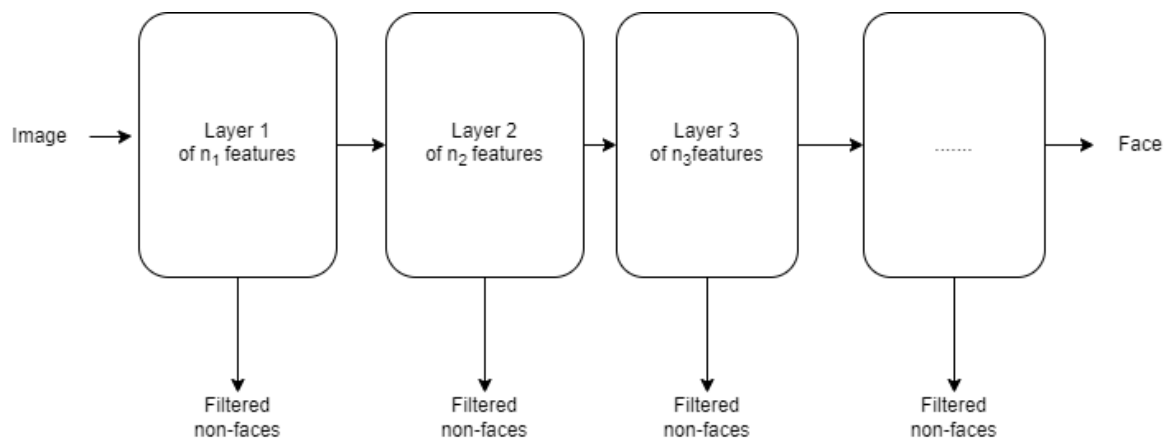 Image
Layer 1
of n₁ features
Layer 2
of n₂ features
Layer 3
of n₃features
.......
Face
Filtered
non-faces
Filtered
non-faces
Filtered
non-faces
Filtered
non-faces